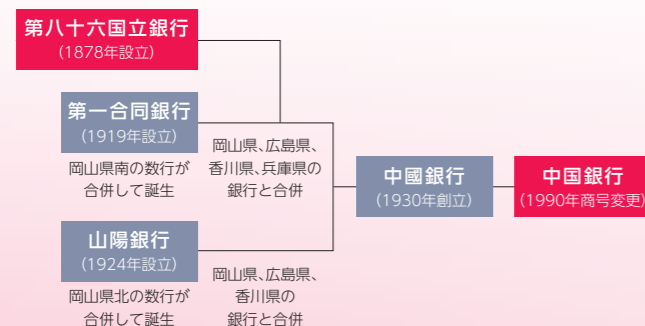 第八十六国立銀行
(1878年設立)
第一合同銀行
(1919年設立)
岡山県南の数行が
合併して誕生
岡山県、広島県、
香川県、兵庫県の
銀行と合併
中國銀行
(1930年創立)
中国銀行
(1990年商号変更)
山陽銀行
(1924年設立)
岡山県北の数行が
合併して誕生
岡山県、広島県、
香川県の
銀行と合併